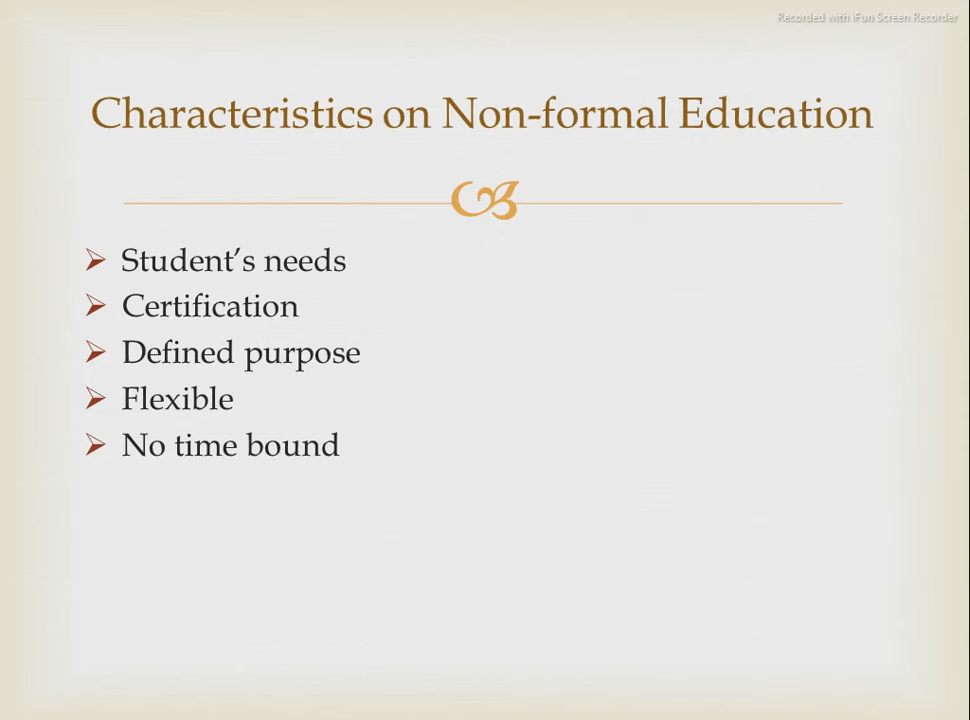 Recorded with iFun Screen Recorder
Characteristics on Non-formal Education
Student's needs
Certification
Defined purpose
Flexible
No time bound